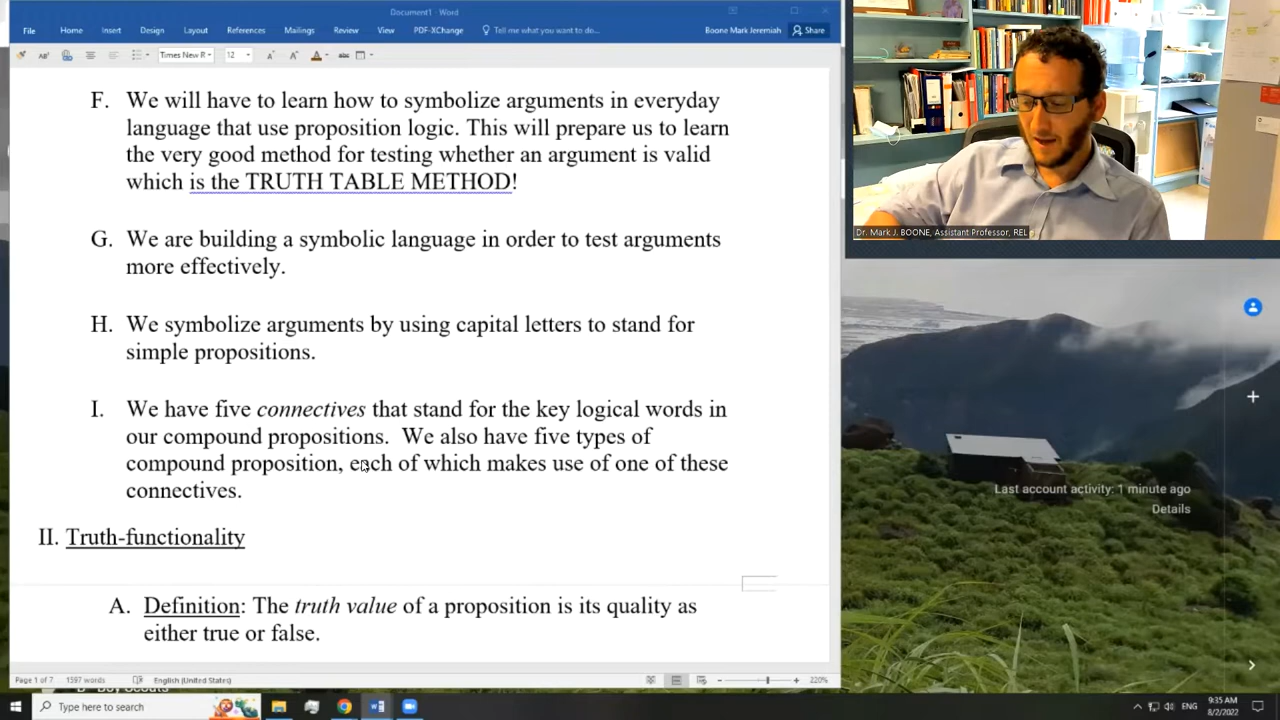 Document1 - Word
File Home Insert Design Layout References Mailings Review View PDF-XChange Tell me what you want to do... Boone Mark Jeremiah Share
Times New R 12
F. We will have to learn how to symbolize arguments in everyday
language that use proposition logic. This will prepare us to learn
the very good method for testing whether an argument is valid
which is the TRUTH TABLE METHOD!
G. We are building a symbolic language in order to test arguments
more effectively.
H. We symbolize arguments by using capital letters to stand for
simple propositions.
I. We have five connectives that stand for the key logical words in
our compound propositions. We also have five types of
compound proposition, each of which makes use of one of these
connectives.
II. Truth-functionality
A. Definition: The truth value of a proposition is its quality as
either true or false.
Page 1 of 7 1597 words English (United States) 220%
Dr. Mark J. BOONE, Assistant Professor, REL
Last account activity: 1 minute ago
Details
Type here to search
ENG
9:35 AM
8/2/2022